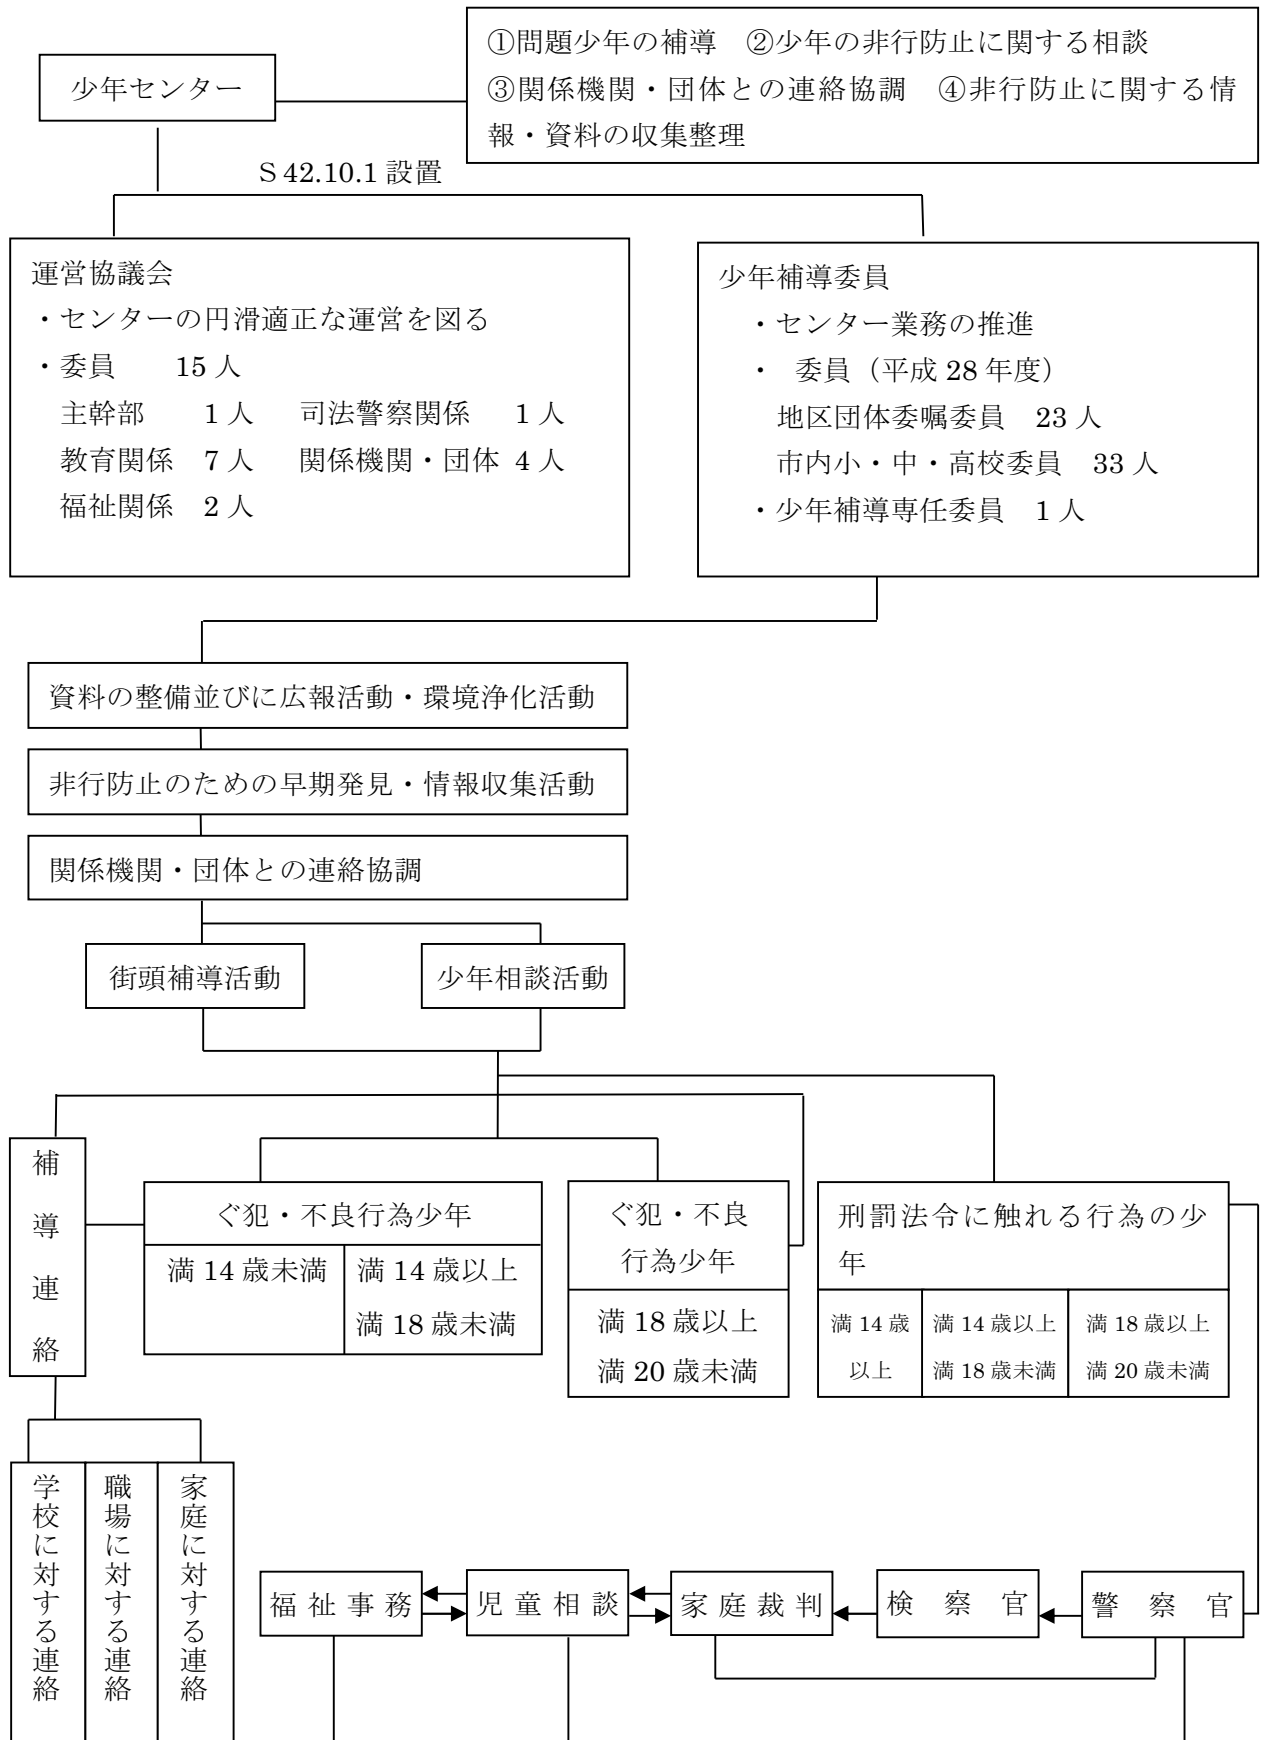 少年センター
①問題少年の補導　②少年の非行防止に関する相談
③関係機関・団体との連絡協調　④非行防止に関する情
報・資料の収集整理
Ｓ42.10.1 設置
運営協議会
・センターの円滑適正な運営を図る
・委員　　15 人
主幹部　　1 人　　司法警察関係　　1 人
教育関係　7 人　　関係機関・団体 4 人
福祉関係　2 人
少年補導委員
・センター業務の推進
・　委員（平成 28 年度）
地区団体委嘱委員　23 人
市内小・中・高校委員　33 人
・少年補導専任委員　1 人
資料の整備並びに広報活動・環境浄化活動
非行防止のための早期発見・情報収集活動
関係機関・団体との連絡協調
街頭補導活動
少年相談活動
補導連絡
ぐ犯・不良行為少年
満 14 歳未満
満 14 歳以上
満 18 歳未満
ぐ犯・不良
行為少年
満 18 歳以上
満 20 歳未満
刑罰法令に触れる行為の少
年
満 14 歳
以上
満 14 歳以上
満 18 歳未満
満 18 歳以上
満 20 歳未満
学校に対する連絡
職場に対する連絡
家庭に対する連絡
福祉事務
児童相談
家庭裁判
検察官
警察官